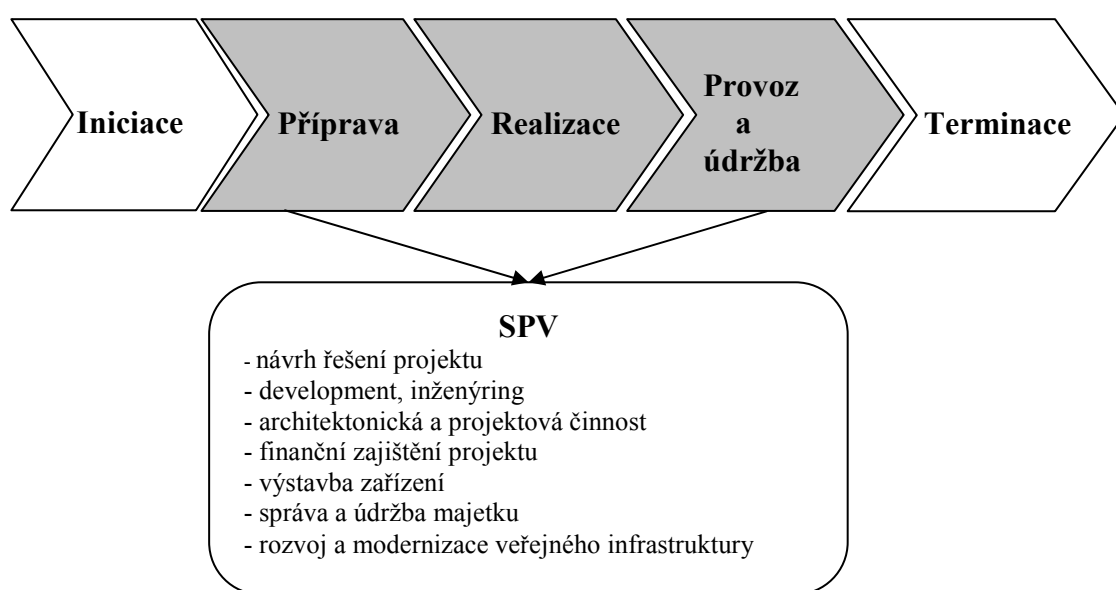 Iniciace
Příprava
Realizace
Provoz
a
údržba
Terminace
SPV
- návrh řešení projektu
- development, inženýring
- architektonická a projektová činnost
- finanční zajištění projektu
- výstavba zařízení
- správa a údržba majetku
- rozvoj a modernizace veřejného infrastruktury